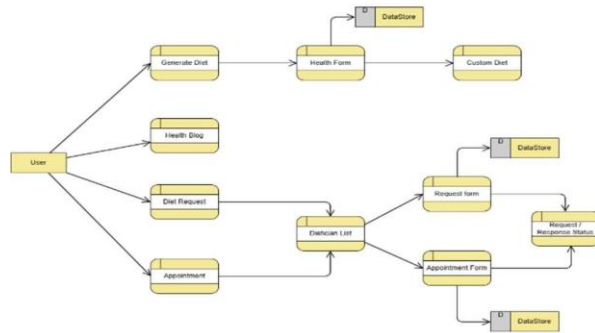 D DataStore
Generate Diet
Health Form
Custom Diet
Health Blog
User
D DataStore
Diet Request
Request form
Dietician List
Request /
Response Status
Appointment
Appointment Form
D DataStore